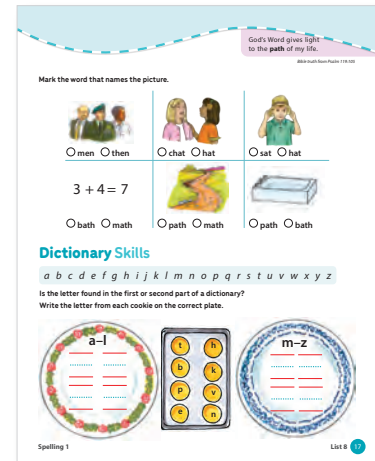 God's Word gives light
to the path of my life.
Bible truth from Psalm 119:105
Mark the word that names the picture.
men then
chat hat
sat hat
3 + 4 = 7
bath math
path math
path bath
Dictionary Skills
a b c d e f g h i j k l m n o p q r s t u v w x y z
Is the letter found in the first or second part of a dictionary?
Write the letter from each cookie on the correct plate.
a–l
t h
b k
p v
e n
m–z
Spelling 1
List 8 17